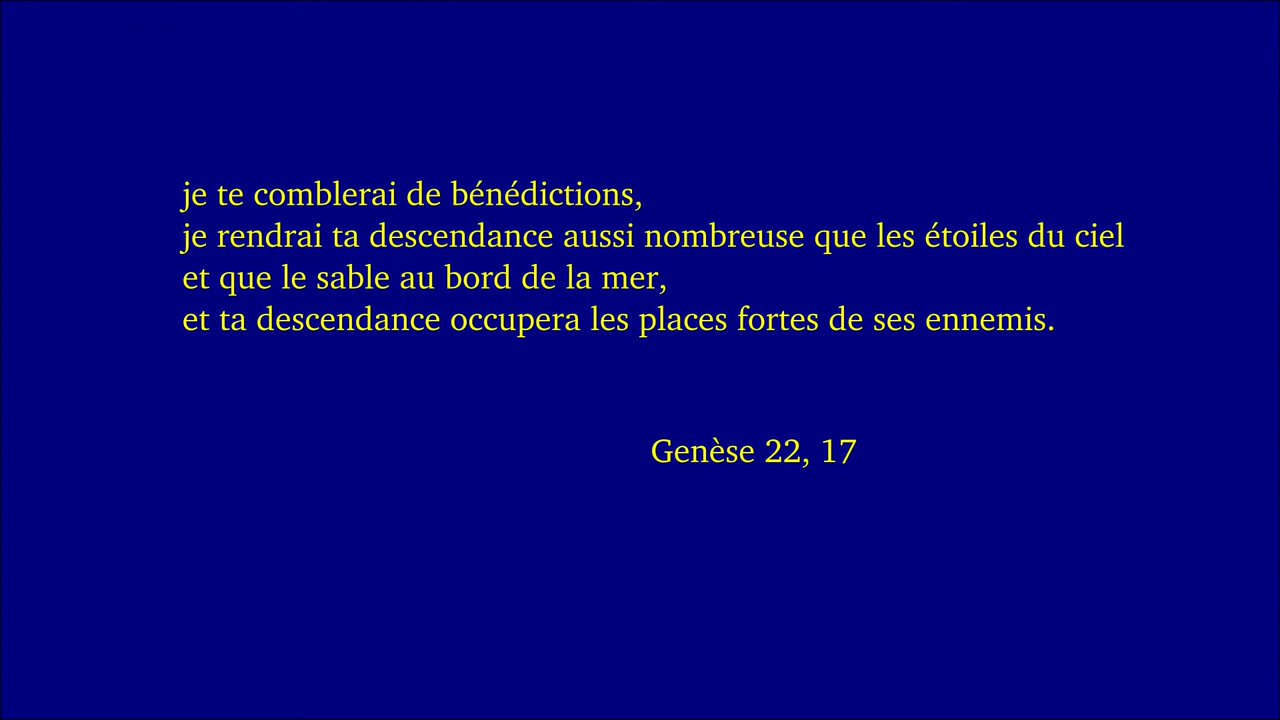 je te comblerai de bénédictions,
je rendrai ta descendance aussi nombreuse que les étoiles du ciel
et que le sable au bord de la mer,
et ta descendance occupera les places fortes de ses ennemis.
Genèse 22, 17